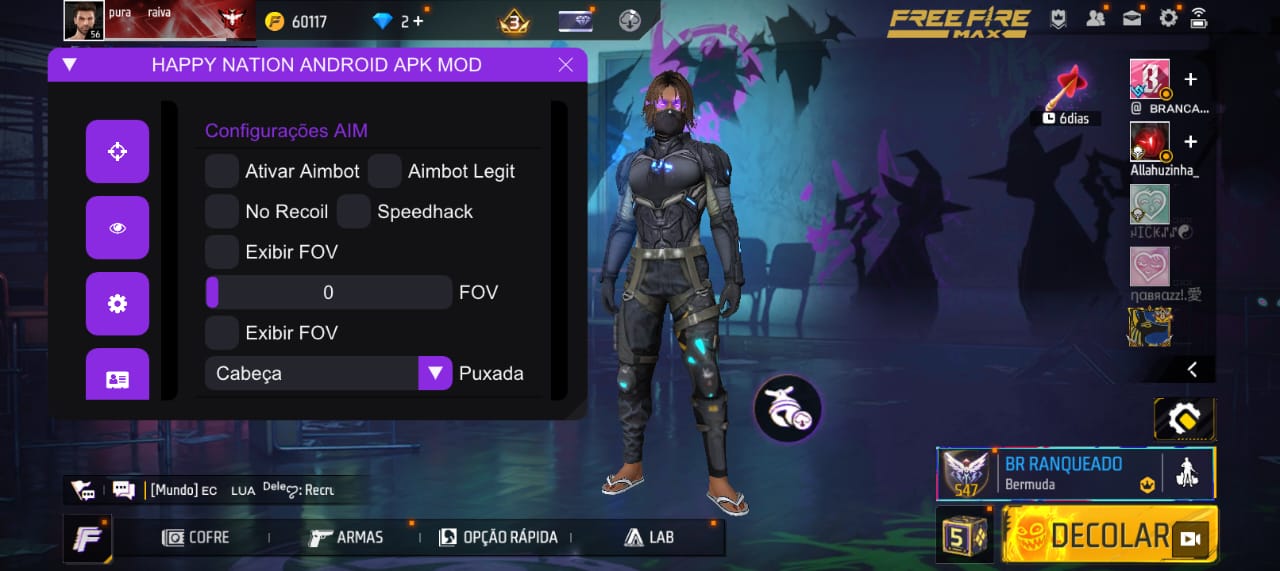 pura raiva
56
60117
2+
3
FREE FIRE
MAX
HAPPY NATION ANDROID APK MOD
Configurações AIM
Ativar Aimbot
Aimbot Legit
No Recoil
Speedhack
Exibir FOV
0
FOV
Exibir FOV
Cabeça
Puxada
6dias
@ BRANCA...
Allahuzinha_
[Mundo] EC LUA Dele
: Recru
COFRE
ARMAS
OPÇÃO RÁPIDA
LAB
BR RANQUEADO
Bermuda
547
5
DECOLAR